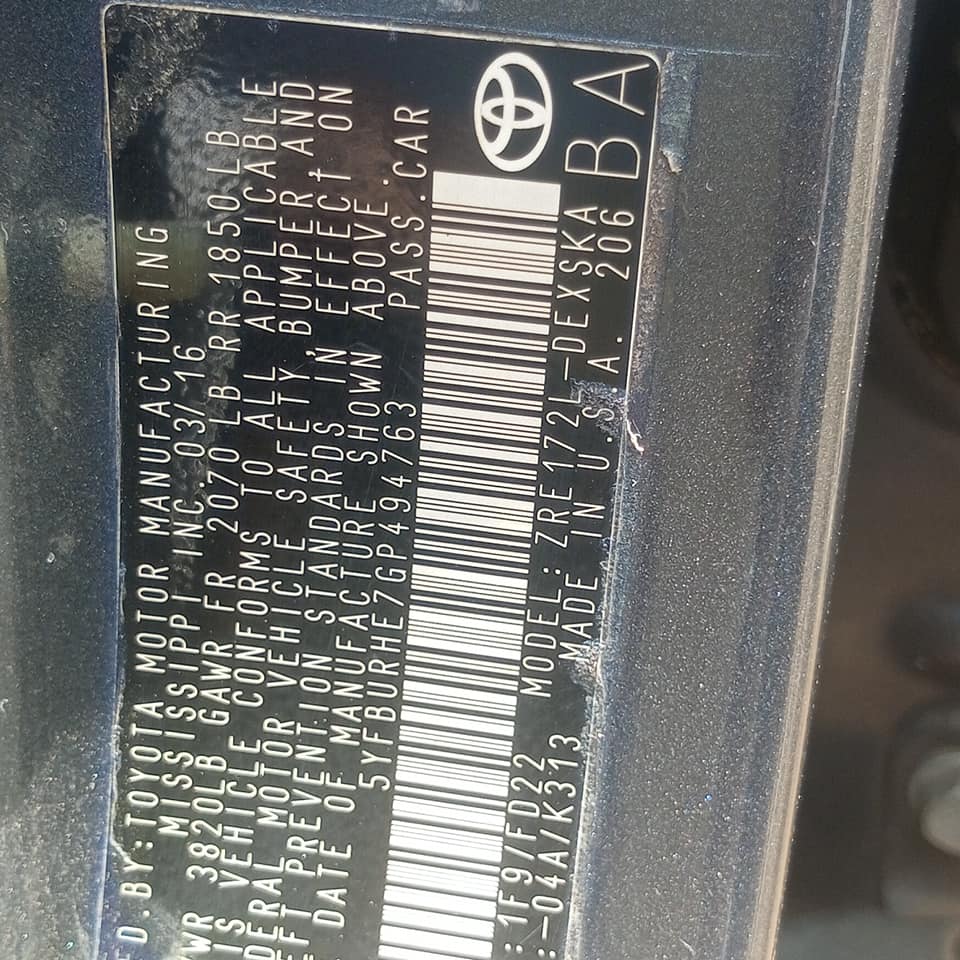 FD.BY:TOYOTA MOTOR MANUFACTURING
MISSISSIPPI INC. 03/16
WR 3820LB GAWR FR 2070 LB RR 1850LB
IS VEHICLE CONFORMS TO ALL APPLICABLE
DERAL MOTOR VEHICLE SAFETY, BUMPER AND
EFT PREVENTION STANDARDS IN EFFECT ON
DATE OF MANUFACTURE SHOWN ABOVE.
5YFBURHE7GP494763 PASS.CAR
:1F9/FD22 MODEL: ZRE172L-DEXSKA
:-04A/K313 MADE IN U.S.A. 206 BA